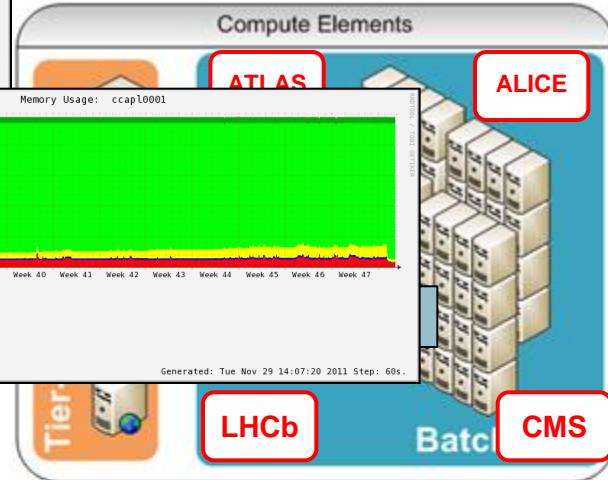 Compute Elements
ATLAS
ALICE
Memory Usage: ccapl0001
Week 40 Week 41 Week 42 Week 43 Week 44 Week 45 Week 46 Week 47
Generated: Tue Nov 29 14:07:20 2011 Step: 60s.
Tier-
LHCb
Batc
CMS